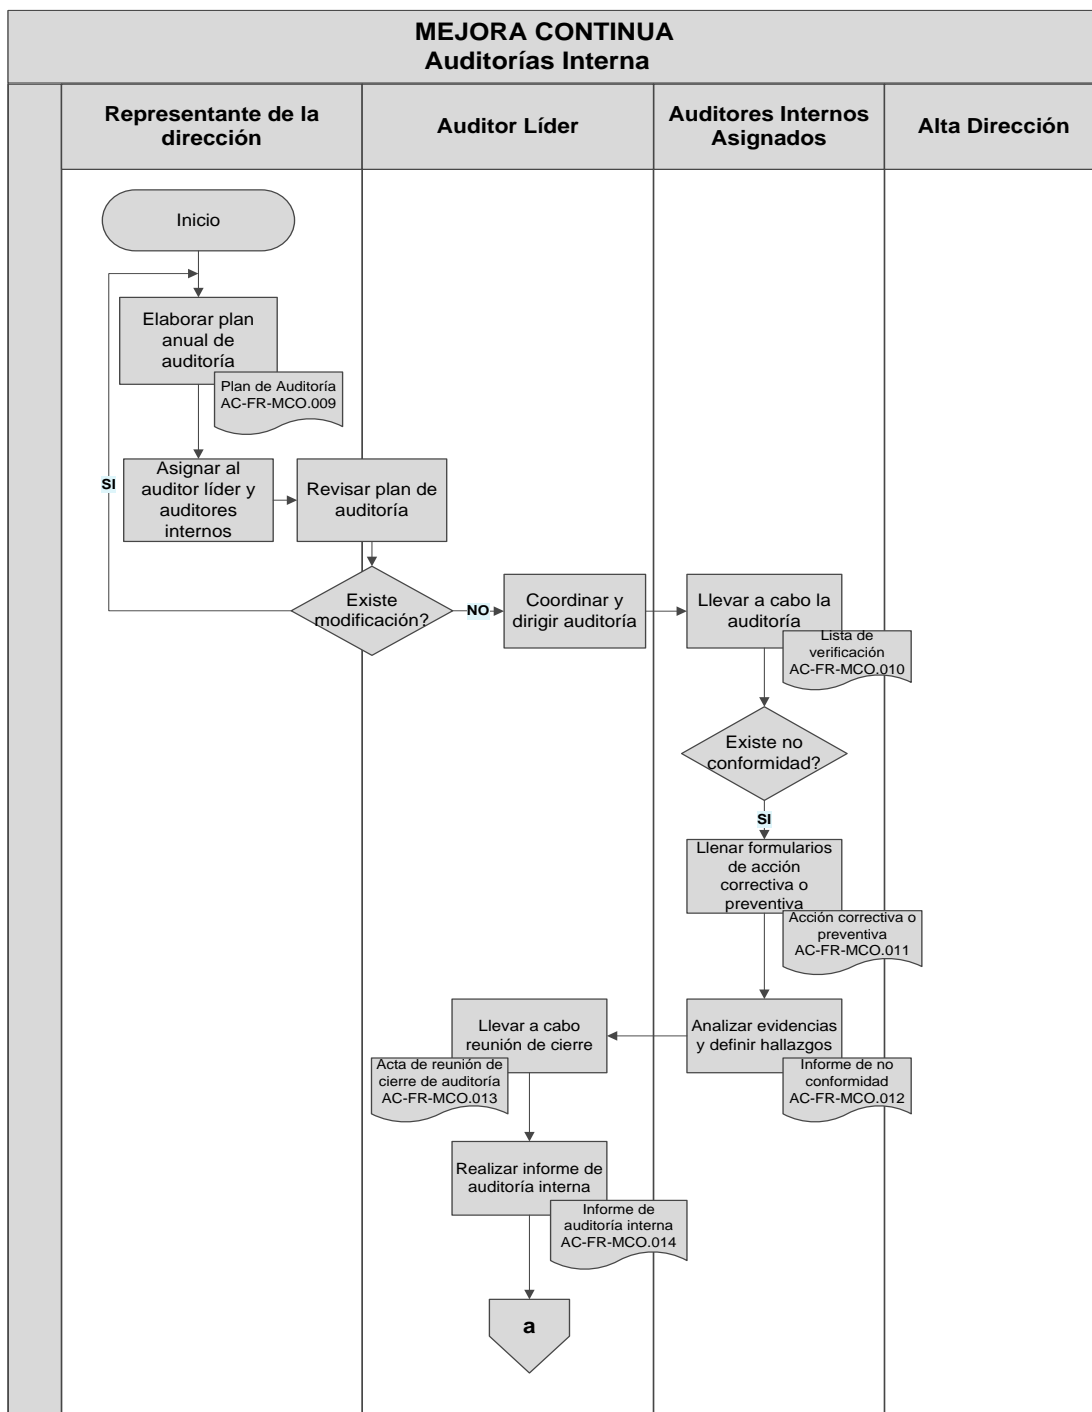 MEJORA CONTINUA
Auditorías Interna
Representante de la
dirección
Auditor Líder
Auditores Internos
Asignados
Alta Dirección
Inicio
Elaborar plan
anual de
auditoría
Plan de Auditoría
AC-FR-MCO.009
SI
Asignar al
auditor líder y
auditores
internos
Revisar plan de
auditoría
Existe
modificación?
NO
Coordinar y
dirigir auditoría
Llevar a cabo la
auditoría
Lista de
verificación
AC-FR-MCO.010
Existe no
conformidad?
SI
Llenar formularios
de acción
correctiva o
preventiva
Acción correctiva o
preventiva
AC-FR-MCO.011
Analizar evidencias
y definir hallazgos
Informe de no
conformidad
AC-FR-MCO.012
Llevar a cabo
reunión de cierre
Acta de reunión de
cierre de auditoría
AC-FR-MCO.013
Realizar informe de
auditoría interna
Informe de
auditoría interna
AC-FR-MCO.014
a